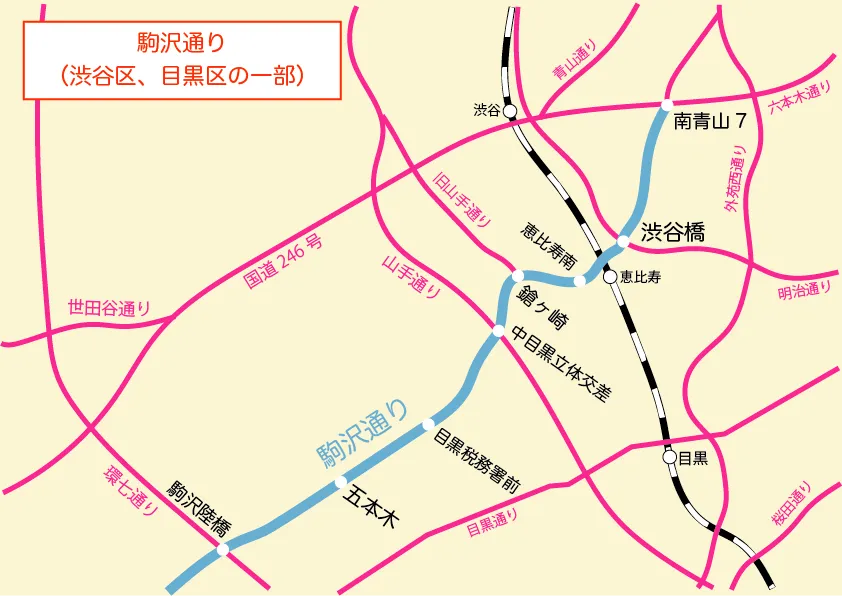 駒沢通り
（渋谷区、目黒区の一部）
青山通り
渋谷
六本木通り
南青山7
外苑西通り
旧山手通り
渋谷橋
恵比寿南
国道246号
山手通り
恵比寿
明治通り
鎗ヶ崎
世田谷通り
中目黒立体交差
駒沢通り
目黒税務署前
目黒
環七通り
駒沢陸橋
五本木
目黒通り
桜田通り